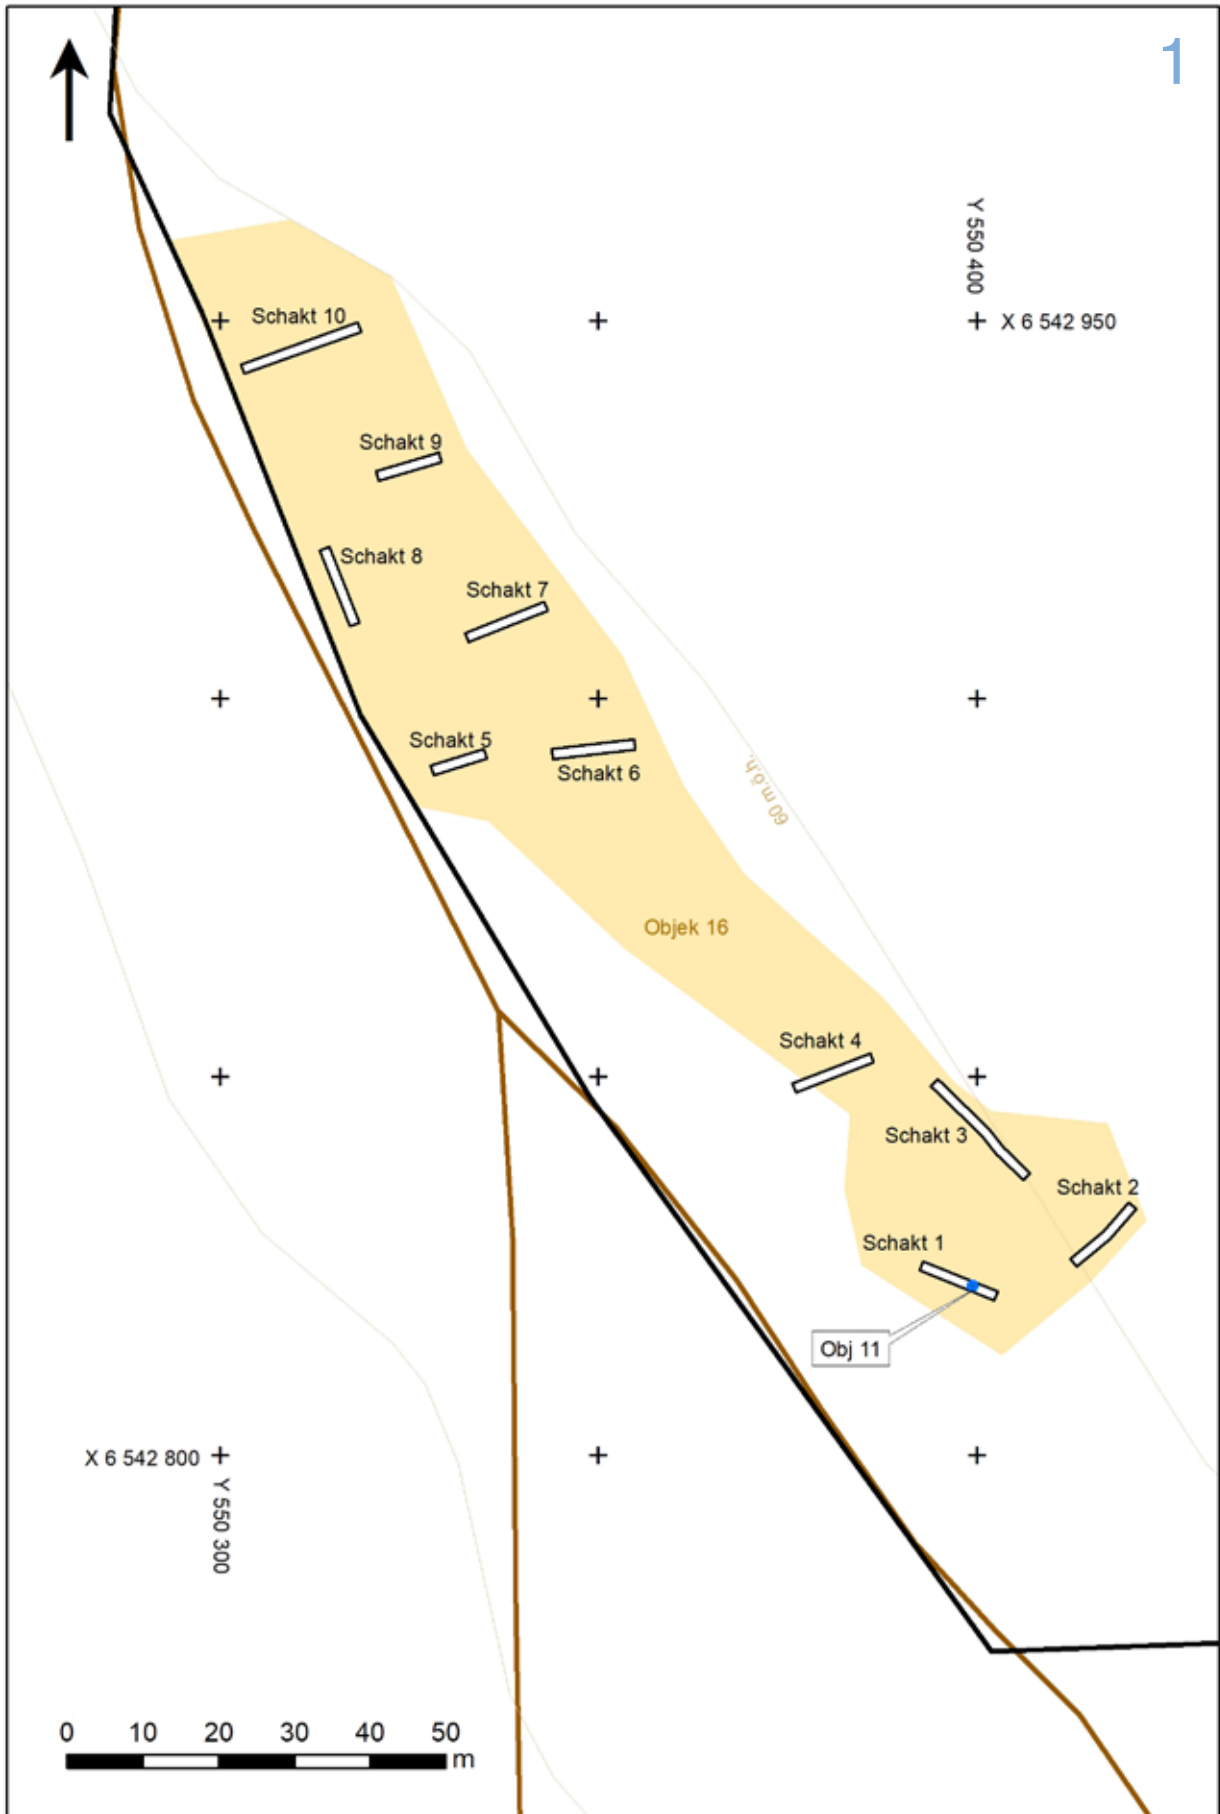 1
Y 550 400
X 6 542 950
Schakt 10
Schakt 9
Schakt 8
Schakt 7
Schakt 5
Schakt 6
60 m.ö.h.
Objek 16
Schakt 4
Schakt 3
Schakt 2
Schakt 1
Obj 11
X 6 542 800
Y 550 300
0 10 20 30 40 50
m